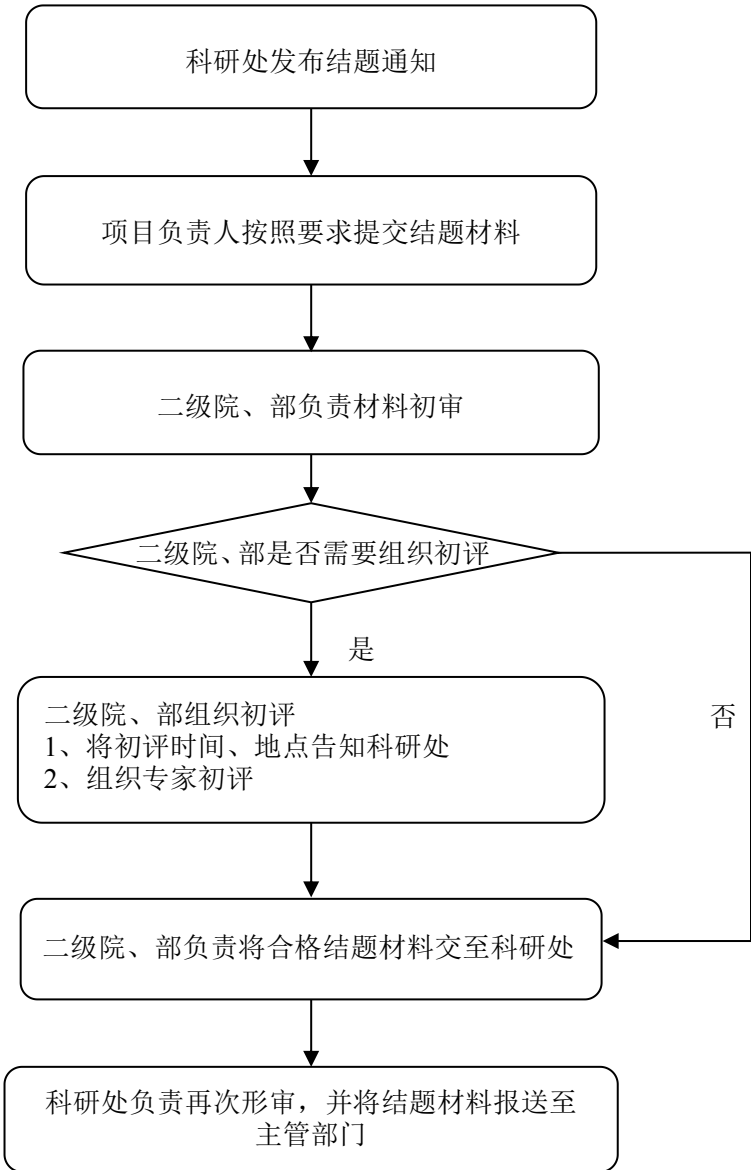 科研处发布结题通知
项目负责人按照要求提交结题材料
二级院、部负责材料初审
二级院、部是否需要组织初评
是
二级院、部组织初评
1、将初评时间、地点告知科研处
2、组织专家初评
否
二级院、部负责将合格结题材料交至科研处
科研处负责再次形审，并将结题材料报送至
主管部门